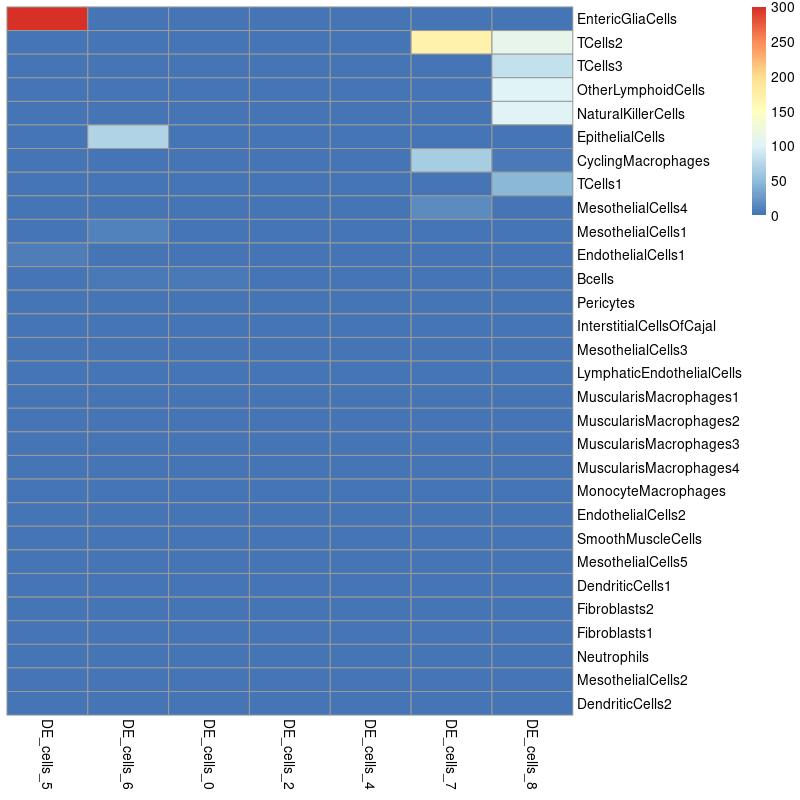 EntericGliaCells
TCells2
TCells3
OtherLymphoidCells
NaturalKillerCells
EpithelialCells
CyclingMacrophages
TCells1
MesothelialCells4
MesothelialCells1
EndothelialCells1
Bcells
Pericytes
InterstitialCellsOfCajal
MesothelialCells3
LymphaticEndothelialCells
MuscularisMacrophages1
MuscularisMacrophages2
MuscularisMacrophages3
MuscularisMacrophages4
MonocyteMacrophages
EndothelialCells2
SmoothMuscleCells
MesothelialCells5
DendriticCells1
Fibroblasts2
Fibroblasts1
Neutrophils
MesothelialCells2
DendriticCells2
DE_cells_5
DE_cells_6
DE_cells_0
DE_cells_2
DE_cells_4
DE_cells_7
DE_cells_8
300
250
200
150
100
50
0